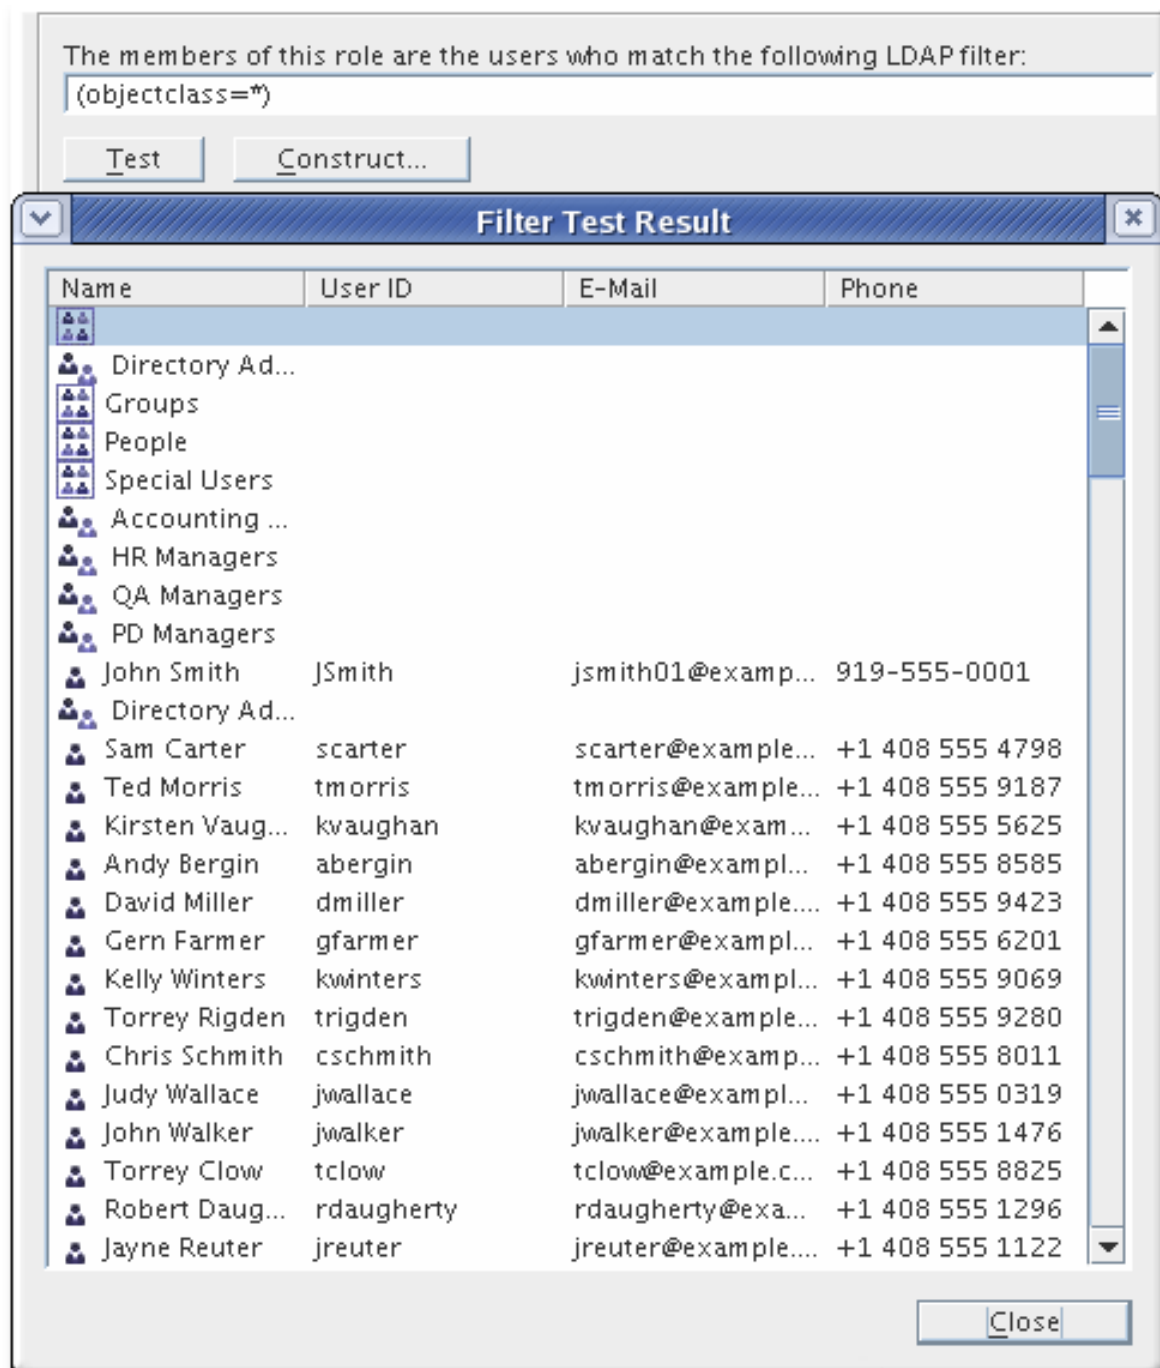 The members of this role are the users who match the following LDAP filter:
(objectclass=*)
Test Construct...
Filter Test Result
Name User ID E-Mail Phone
Directory Ad...
Groups
People
Special Users
Accounting ...
HR Managers
QA Managers
PD Managers
John Smith JSmith jsmith01@examp... 919-555-0001
Directory Ad...
Sam Carter scarter scarter@example... +1 408 555 4798
Ted Morris tmorris tmorris@example... +1 408 555 9187
Kirsten Vaug... kvaughan kvaughan@exam... +1 408 555 5625
Andy Bergin abergin abergin@exampl... +1 408 555 8585
David Miller dmiller dmiller@example.... +1 408 555 9423
Gern Farmer gfarmer gfarmer@exampl... +1 408 555 6201
Kelly Winters kwinters kwinters@exampl... +1 408 555 9069
Torrey Rigden trigden trigden@example... +1 408 555 9280
Chris Schmith cschmith cschmith@examp... +1 408 555 8011
Judy Wallace jwallace jwallace@exampl... +1 408 555 0319
John Walker jwalker jwalker@example.... +1 408 555 1476
Torrey Clow tclow tclow@example.c... +1 408 555 8825
Robert Daug... rdaugherty rdaugherty@exa... +1 408 555 1296
Jayne Reuter jreuter jreuter@example.... +1 408 555 1122
Close